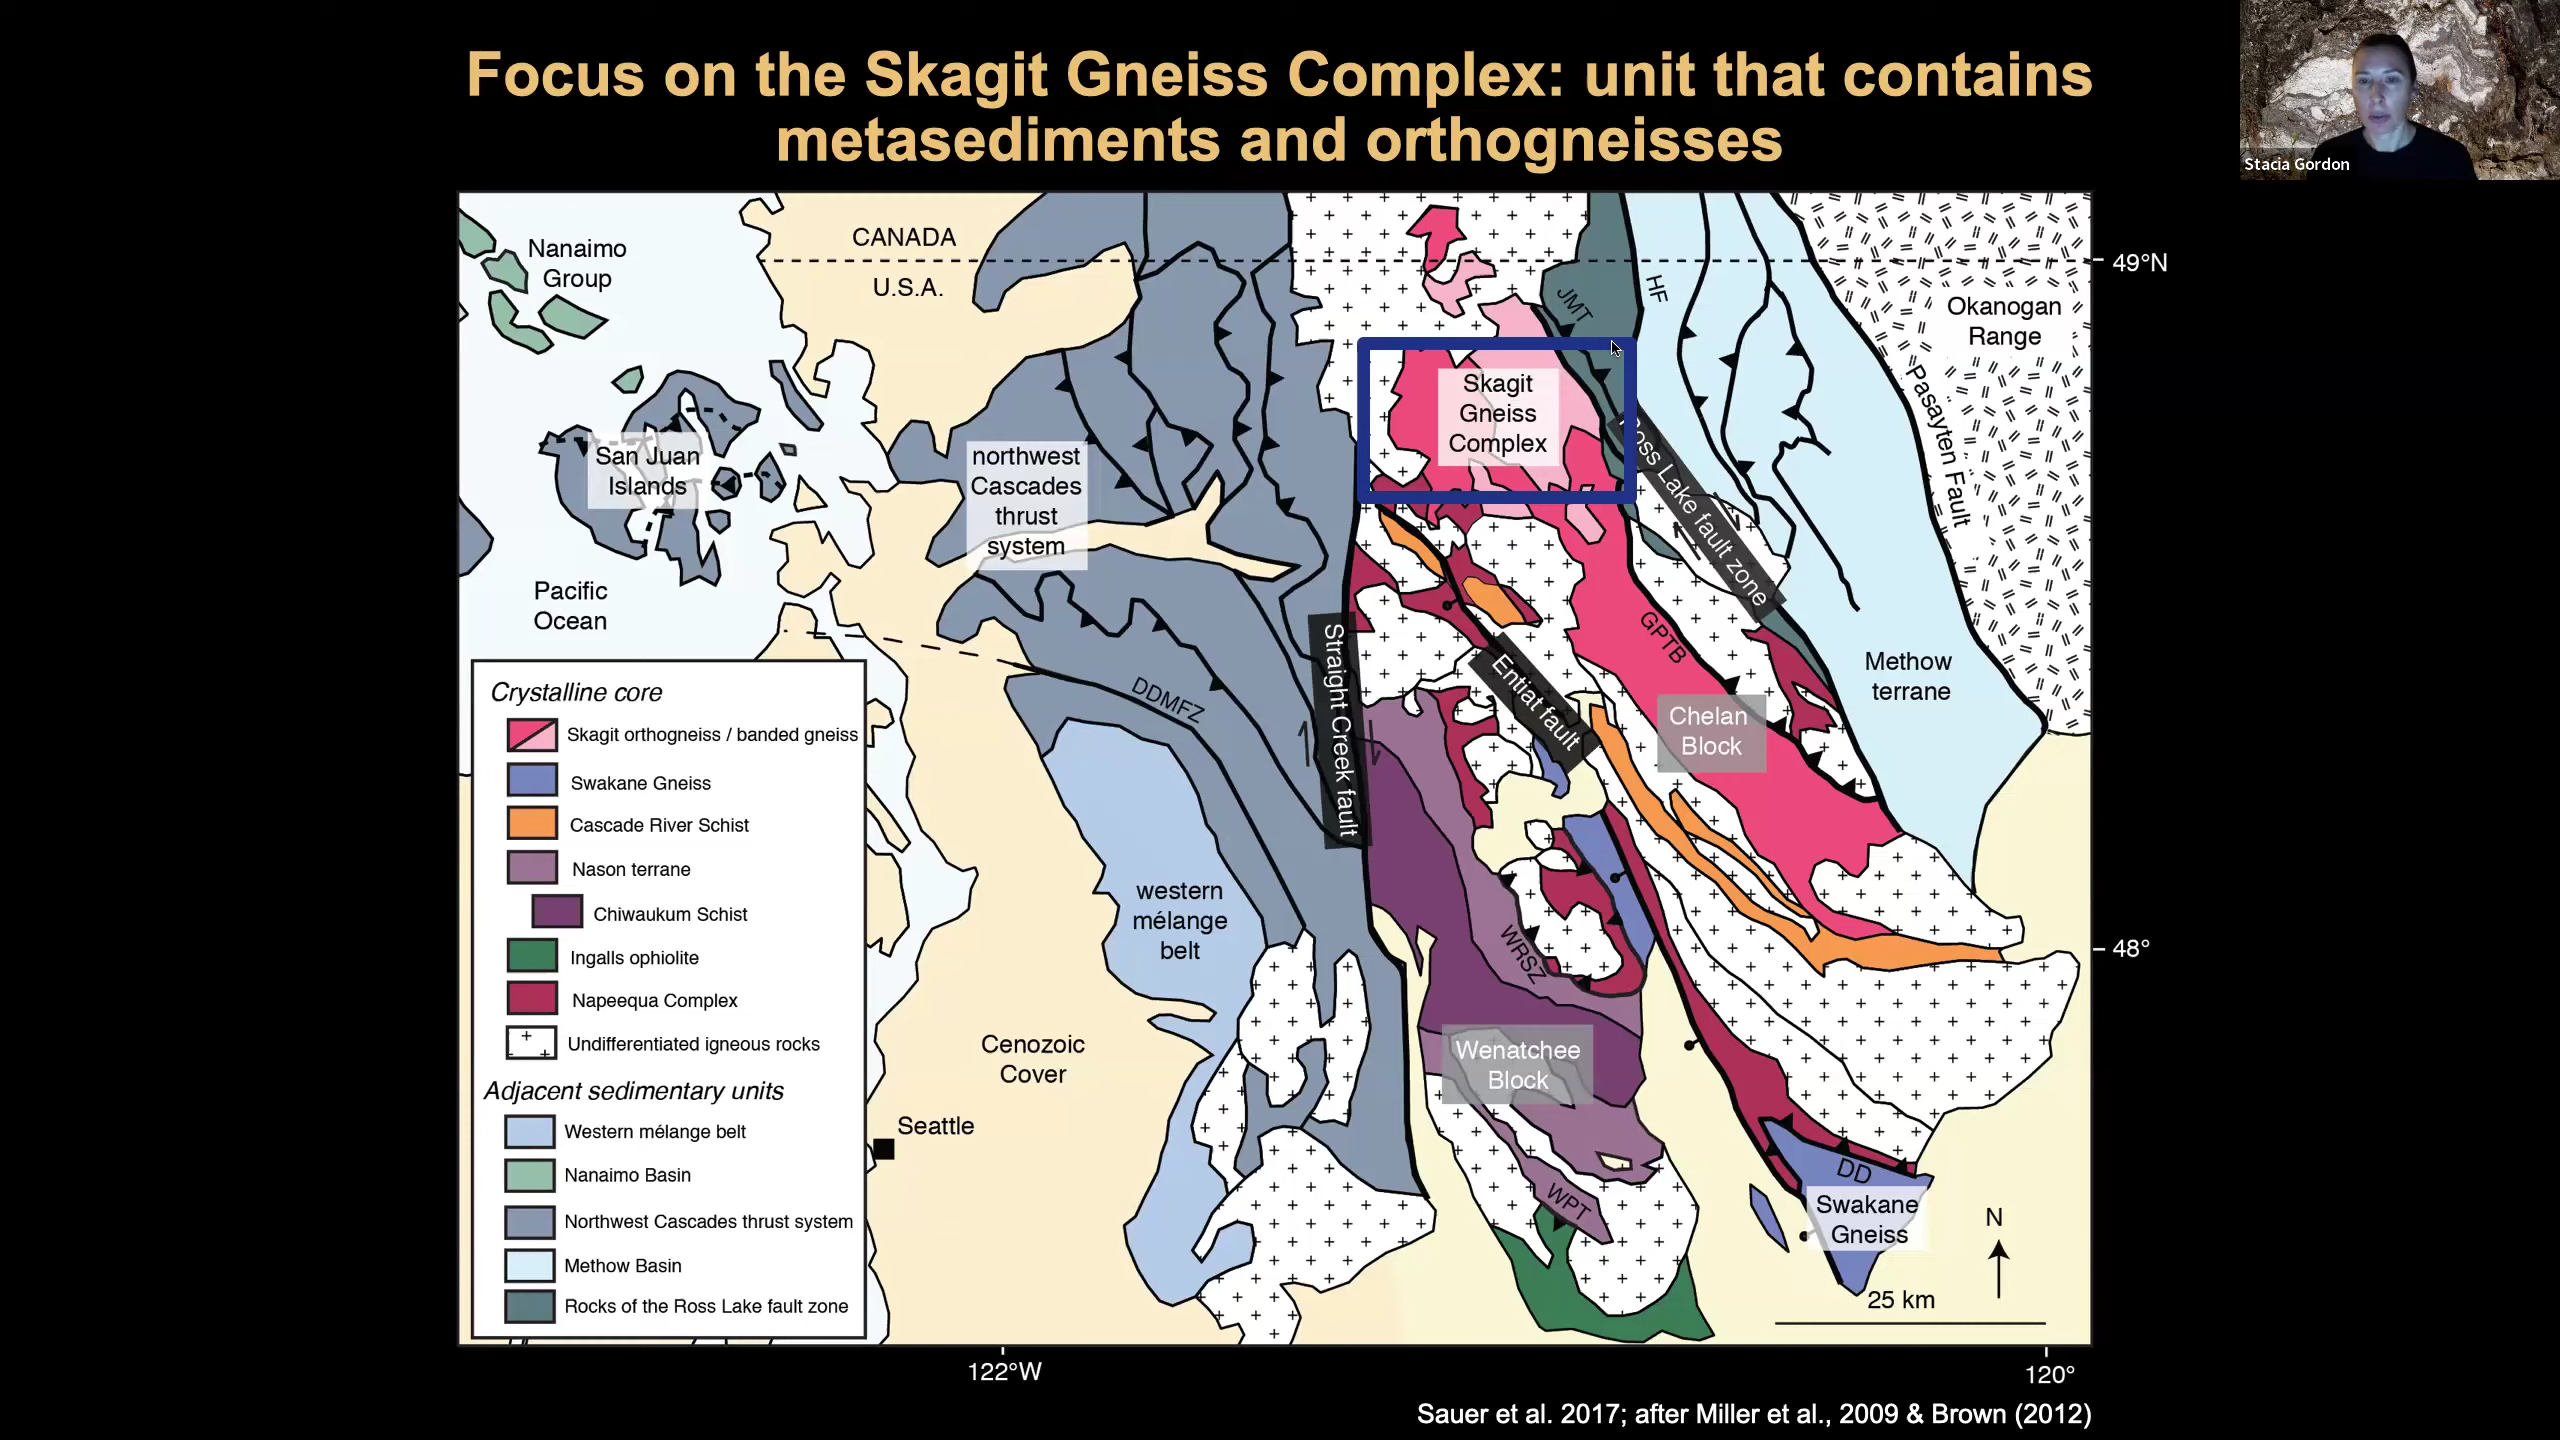 Focus on the Skagit Gneiss Complex: unit that contains
metasediments and orthogneisses
Stacia Gordon
Nanaimo
Group
CANADA
U.S.A.
49°N
JMT
HF
Okanogan
Range
Skagit
Gneiss
Complex
Pasayten Fault
San Juan
Islands
northwest
Cascades
thrust
system
Ross Lake fault zone
Pacific
Ocean
Straight Creek fault
Entiat fault
GPTB
Methow
terrane
DDMFZ
Chelan
Block
Crystalline core
Skagit orthogneiss / banded gneiss
Swakane Gneiss
Cascade River Schist
Nason terrane
Chiwaukum Schist
Ingalls ophiolite
Napeequa Complex
Undifferentiated igneous rocks
Adjacent sedimentary units
Western mélange belt
Nanaimo Basin
Northwest Cascades thrust system
Methow Basin
Rocks of the Ross Lake fault zone
western
mélange
belt
WRSZ
48°
Cenozoic
Cover
Wenatchee
Block
Seattle
WPT
DD
Swakane
Gneiss
N
25 km
122°W
120°
Sauer et al. 2017; after Miller et al., 2009 & Brown (2012)